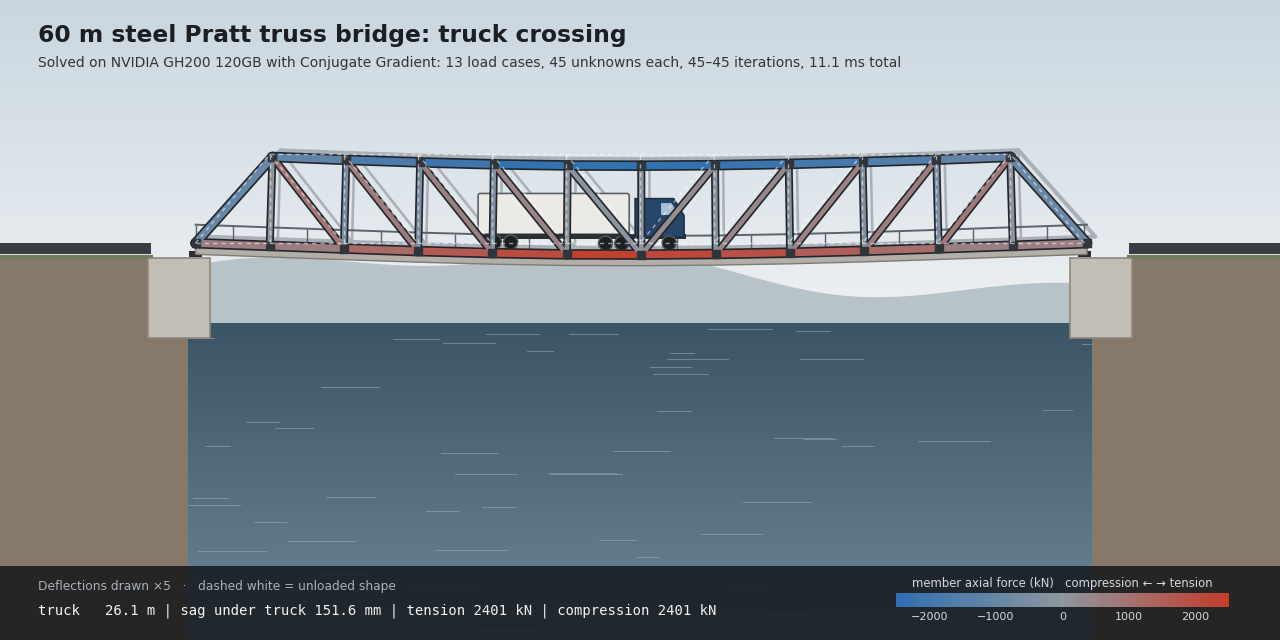 60 m steel Pratt truss bridge: truck crossing
Solved on NVIDIA GH200 120GB with Conjugate Gradient: 13 load cases, 45 unknowns each, 45–45 iterations, 11.1 ms total
Deflections drawn ×5 · dashed white = unloaded shape
truck 26.1 m | sag under truck 151.6 mm | tension 2401 kN | compression 2401 kN
member axial force (kN) compression ← → tension
−2000 −1000 0 1000 2000